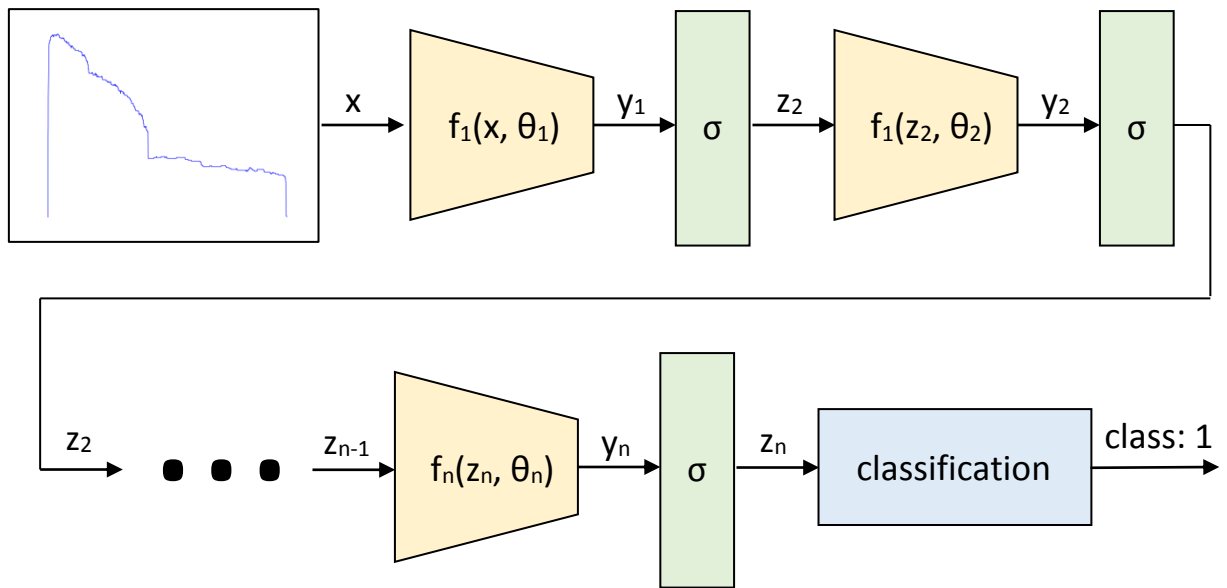 x
f₁(x, θ₁)
y₁
σ
z₂
f₁(z₂, θ₂)
y₂
σ
z₂
zₙ₋₁
fₙ(zₙ, θₙ)
yₙ
σ
zₙ
classification
class: 1